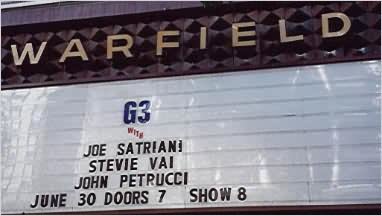 WARFIELD
G3
WITH
JOE SATRIANI
STEVIE VAI
JOHN PETRUCCI
JUNE 30 DOORS 7 SHOW 8